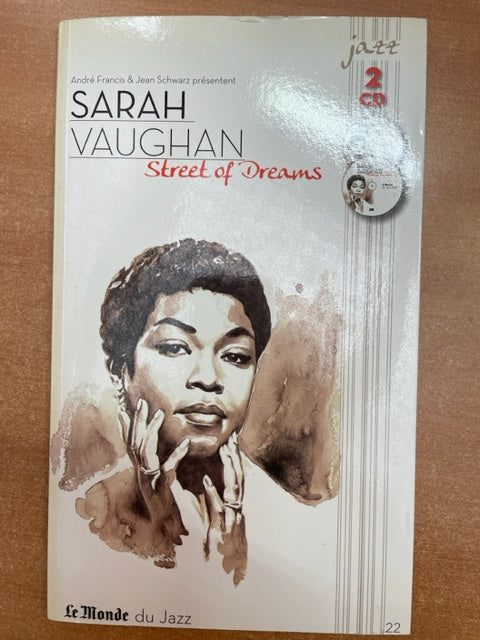 jazz
2
CD
André Francis & Jean Schwarz présentent
SARAH
VAUGHAN
Street of Dreams
Le Monde du Jazz
22